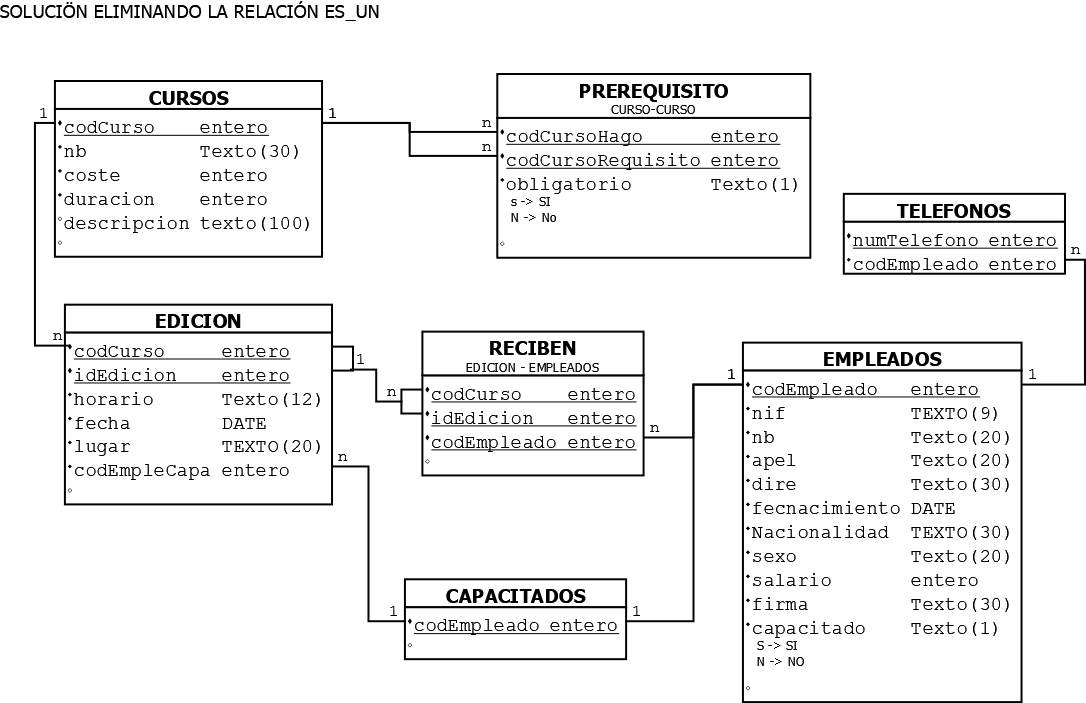 SOLUCIÖN ELIMINANDO LA RELACIÓN ES_UN
CURSOS
1
1
codCurso entero
nb Texto(30)
coste entero
duracion entero
descripcion texto(100)
PREREQUISITO
CURSO-CURSO
n
codCursoHago entero
n
codCursoRequisito entero
obligatorio Texto(1)
s -> SI
N -> No
TELEFONOS
numTelefono entero
n
codEmpleado entero
EDICION
n
codCurso entero
1
idEdicion entero
horario Texto(12)
fecha DATE
lugar TEXTO(20)
n
codEmpleCapa entero
RECIBEN
EDICION - EMPLEADOS
n
codCurso entero
idEdicion entero
n
codEmpleado entero
EMPLEADOS
1
1
codEmpleado entero
nif TEXTO(9)
nb Texto(20)
apel Texto(20)
dire Texto(30)
fecnacimiento DATE
Nacionalidad TEXTO(30)
sexo Texto(20)
salario entero
firma Texto(30)
capacitado Texto(1)
S -> SI
N -> NO
CAPACITADOS
1
1
codEmpleado entero